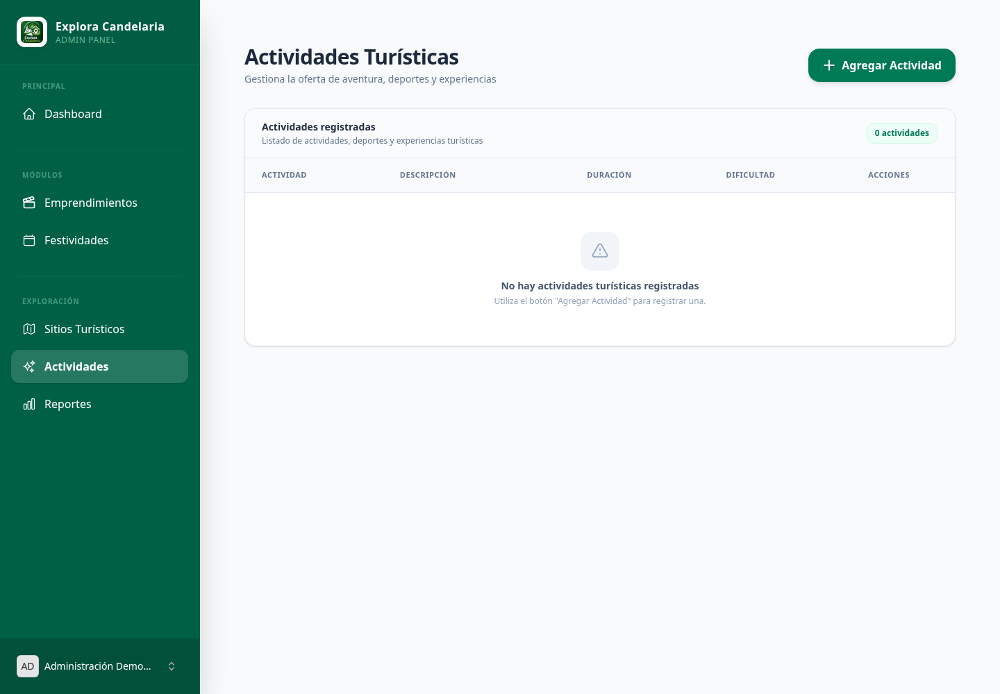 Explora Candelaria
ADMIN PANEL
PRINCIPAL
Dashboard
MÓDULOS
Emprendimientos
Festividades
EXPLORACIÓN
Sitios Turísticos
Actividades
Reportes
AD
Administración Demo...
Actividades Turísticas
Gestiona la oferta de aventura, deportes y experiencias
Agregar Actividad
Actividades registradas
Listado de actividades, deportes y experiencias turísticas
0 actividades
ACTIVIDAD DESCRIPCIÓN DURACIÓN DIFICULTAD ACCIONES
No hay actividades turísticas registradas
Utiliza el botón "Agregar Actividad" para registrar una.